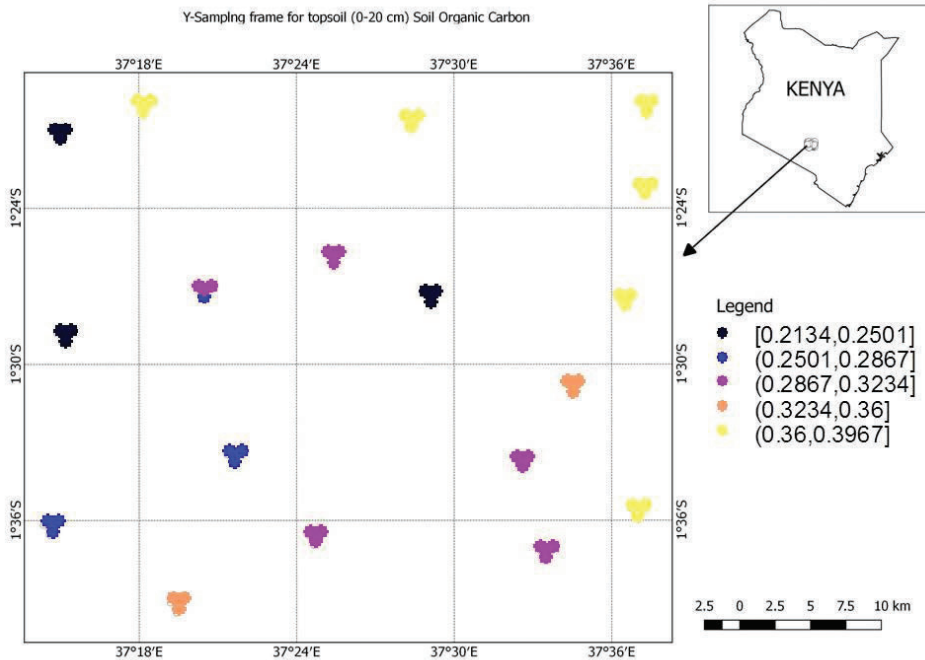 Y-Samplng frame for topsoil (0-20 cm) Soil Organic Carbon
37°18′E 37°24′E 37°30′E 37°36′E
KENYA
1°24′S 1°24′S
1°30′S 1°30′S
1°36′S 1°36′S
37°18′E 37°24′E 37°30′E 37°36′E
Legend
[0.2134,0.2501]
(0.2501,0.2867]
(0.2867,0.3234]
(0.3234,0.36]
(0.36,0.3967]
2.5 0 2.5 5 7.5 10 km